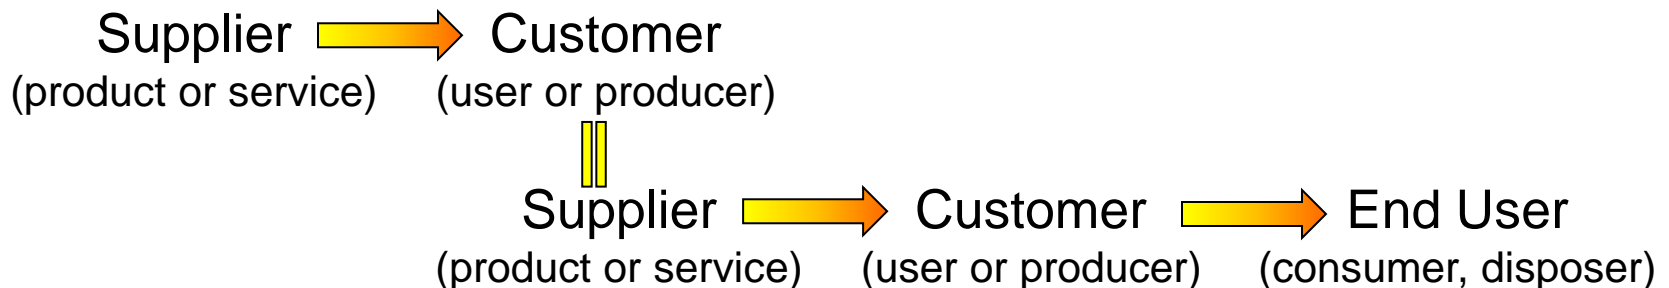 Supplier Customer
(product or service) (user or producer)
Supplier Customer End User
(product or service) (user or producer) (consumer, disposer)